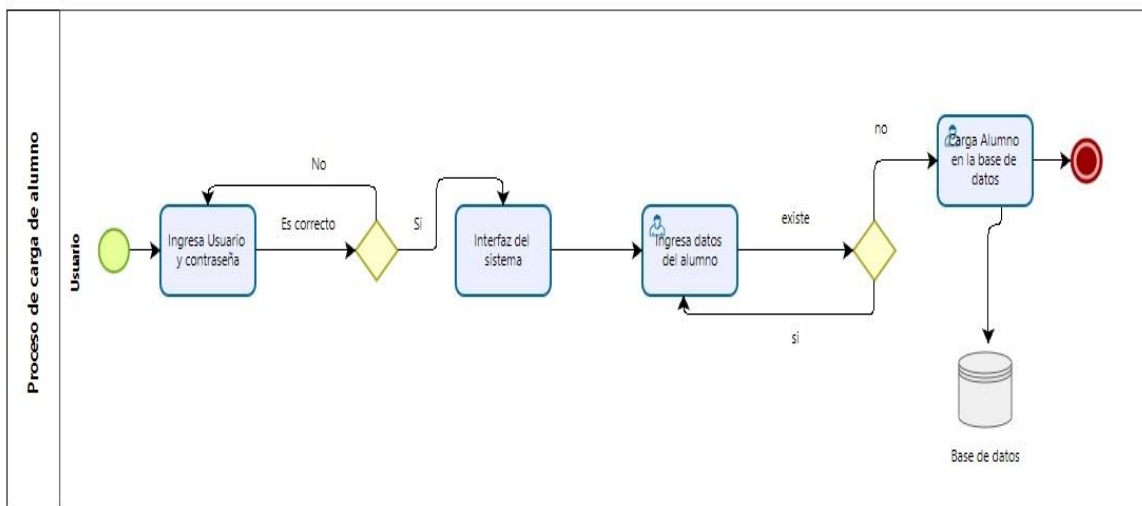 Proceso de carga de alumno
Usuario
Ingresa Usuario
y contraseña
Es correcto
No
Si
Interfaz del
sistema
Ingresa datos
del alumno
existe
si
no
Carga Alumno
en la base de
datos
Base de datos